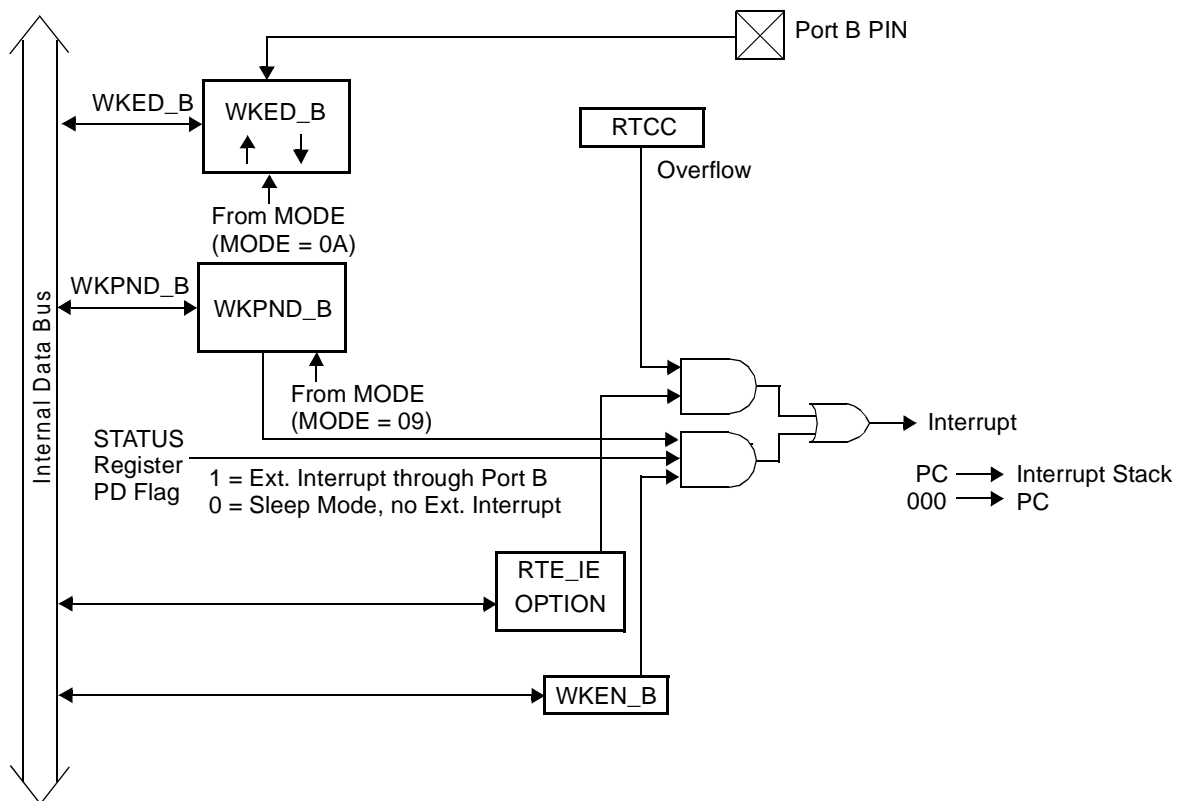 Port B PIN
WKED_B
WKED_B
RTCC
Overflow
From MODE
(MODE = 0A)
WKPND_B
WKPND_B
Internal Data Bus
From MODE
(MODE = 09)
STATUS
Register
PD Flag
1 = Ext. Interrupt through Port B
0 = Sleep Mode, no Ext. Interrupt
Interrupt
PC
Interrupt Stack
000
PC
RTE_IE
OPTION
WKEN_B